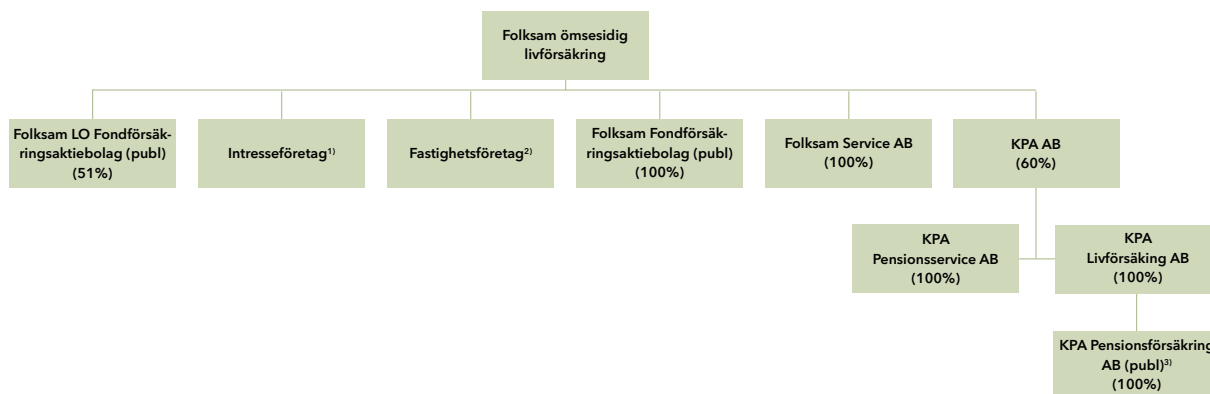 Folksam ömsesidig
livförsäkring
Folksam LO Fondförsäk-
ringsaktiebolag (publ)
(51%)
Intresseföretag¹⁾
Fastighetsföretag²⁾
Folksam Fondförsäk-
ringsaktiebolag (publ)
(100%)
Folksam Service AB
(100%)
KPA AB
(60%)
KPA
Pensionsservice AB
(100%)
KPA
Livförsäking AB
(100%)
KPA Pensionsförsäkring
AB (publ)³⁾
(100%)